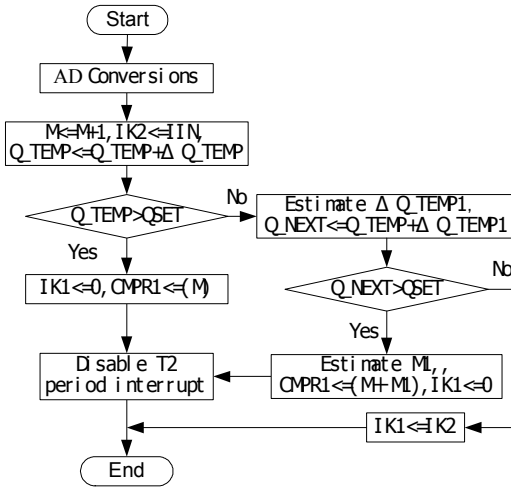 Start
AD Conversions
M<=M+1, IK2<=IIN,
Q_TEMP<=Q_TEMP+Δ Q_TEMP
Q_TEMP>QSET
No
Yes
Estimate Δ Q_TEMP1,
Q_NEXT<=Q_TEMP+Δ Q_TEMP1
IK1<=0, CMPR1<=(M)
Q_NEXT>QSET
No
Yes
Disable T2
period interrupt
Estimate M1,,
CMPR1<=(M+M1), IK1<=0
IK1<=IK2
End